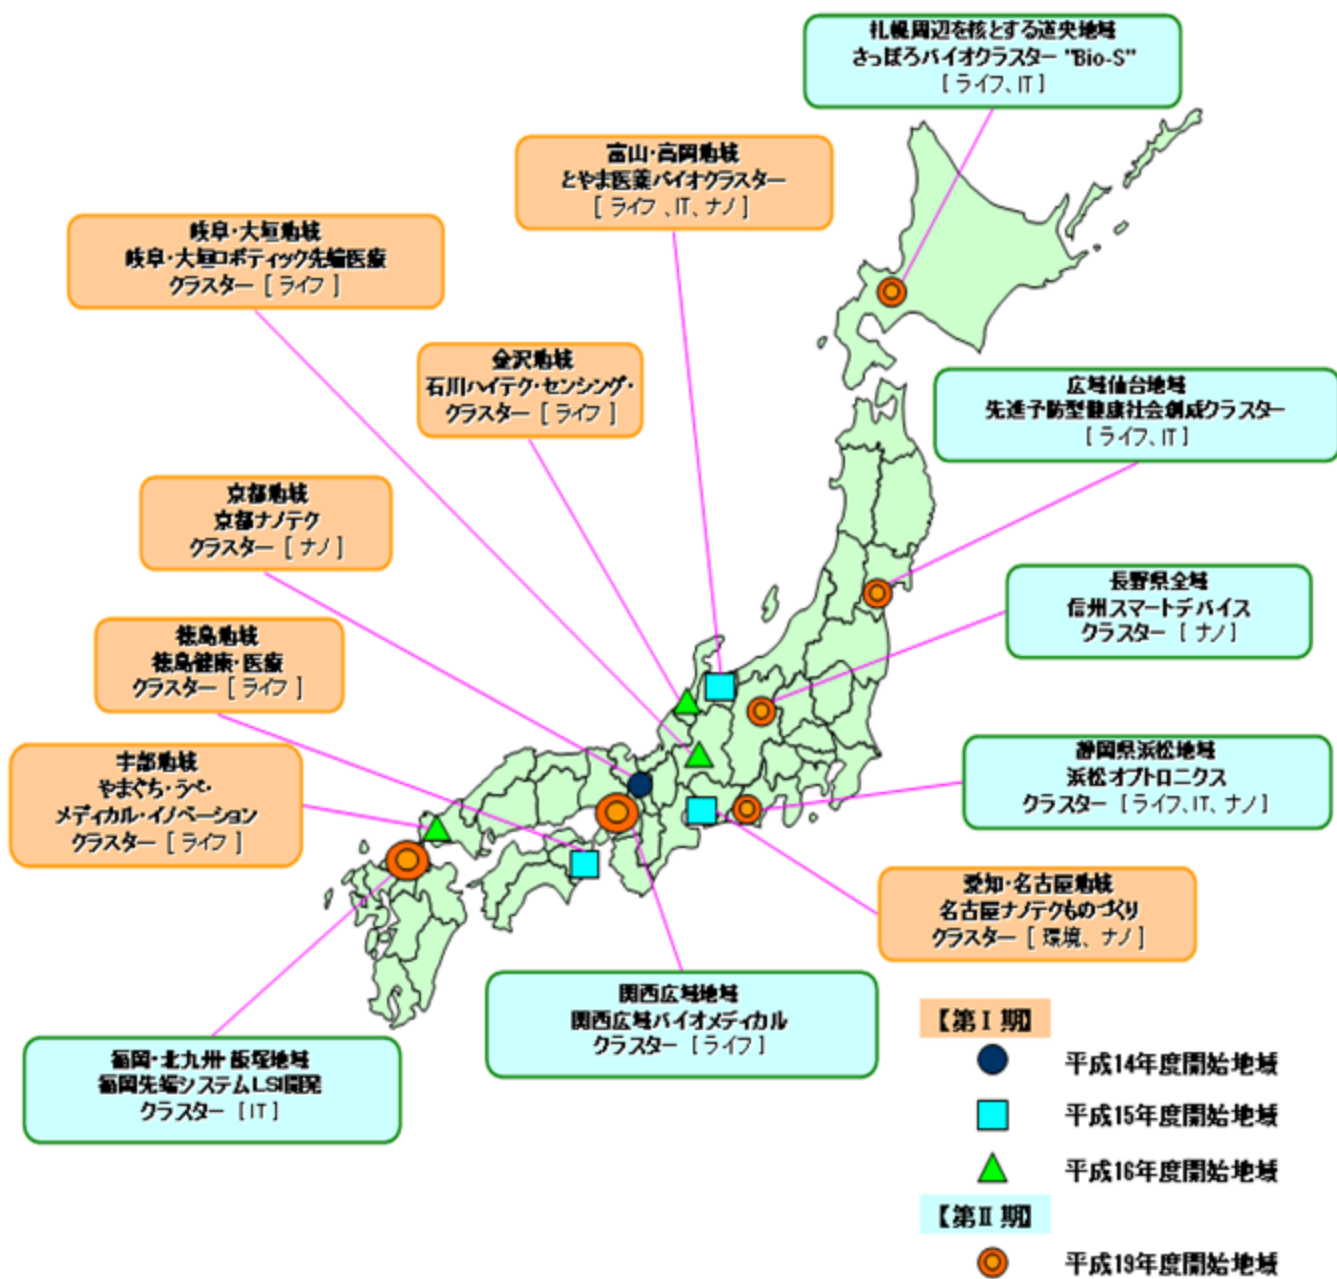 札幌周辺を核とする道央地域
さっぽろバイオクラスター "Bio-S"
[ ライフ、IT ]
富山・高岡地域
とやま医薬バイオクラスター
[ ライフ 、IT、ナノ ]
岐阜・大垣地域
岐阜・大垣ロボティック先端医療
クラスター [ ライフ ]
金沢地域
石川ハイテク・センシング・
クラスター [ ライフ ]
広域仙台地域
先進予防型健康社会創成クラスター
[ ライフ、IT ]
京都地域
京都ナノテク
クラスター [ ナノ ]
長野県全域
信州スマートデバイス
クラスター [ ナノ ]
徳島地域
徳島健康・医療
クラスター [ ライフ ]
静岡県浜松地域
浜松オプトロニクス
クラスター [ライフ、IT、ナノ ]
宇部地域
やまぐち・うべ・
メディカル・イノベーション
クラスター [ ライフ ]
愛知・名古屋地域
名古屋ナノテクものづくり
クラスター [ 環境、ナノ ]
関西広域地域
関西広域バイオメディカル
クラスター [ライフ ]
福岡・北九州・飯塚地域
福岡先端システムLSI開発
クラスター [ IT ]
【第Ⅰ期】
平成14年度開始地域
平成15年度開始地域
平成16年度開始地域
【第Ⅱ期】
平成19年度開始地域